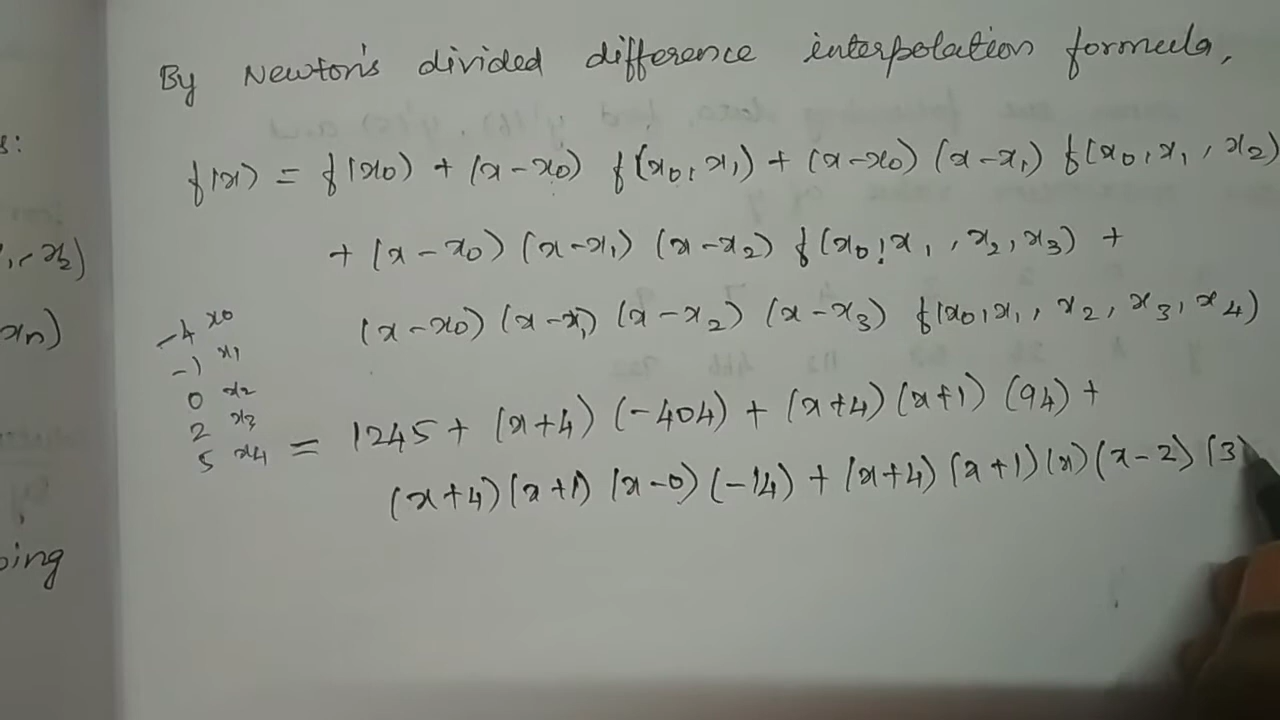 By Newton's divided difference interpolation formula,
s:
f(x) = f(x0) + (x-x0) f(x0, x1) + (x-x0) (x-x1) f(x0, x1, x2)
+ (x-x0) (x-x1) (x-x2) f(x0, x1, x2, x3) +
(x-x0) (x-x1) (x-x2) (x-x3) f(x0, x1, x2, x3, x4)
xn)
-4 x0
-1 x1
0 x2
2 x3
5 x4
= 1245 + (x+4) (-404) + (x+4) (x+1) (94) +
(x+4) (x+1) (x-0) (-14) + (x+4) (x+1) (x) (x-2) (3)